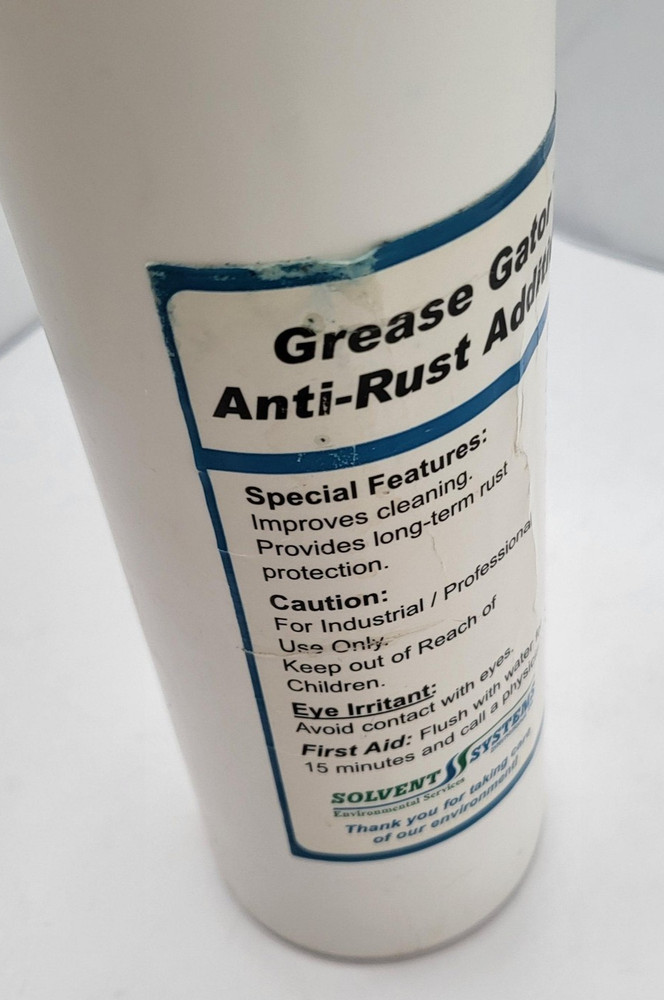 Grease Gator
Anti-Rust
Special Features:
Improves cleaning.
Provides long-term rust
protection.
Caution:
For Industrial / Professional
Use Only.
Keep out of Reach of
Children.
Eye Irritant:
Avoid contact with eyes.
First Aid: Flush with water
15 minutes and call a
SOLVENT SYSTEMS
Environmental Services
Thank you for taking care
of our environment!